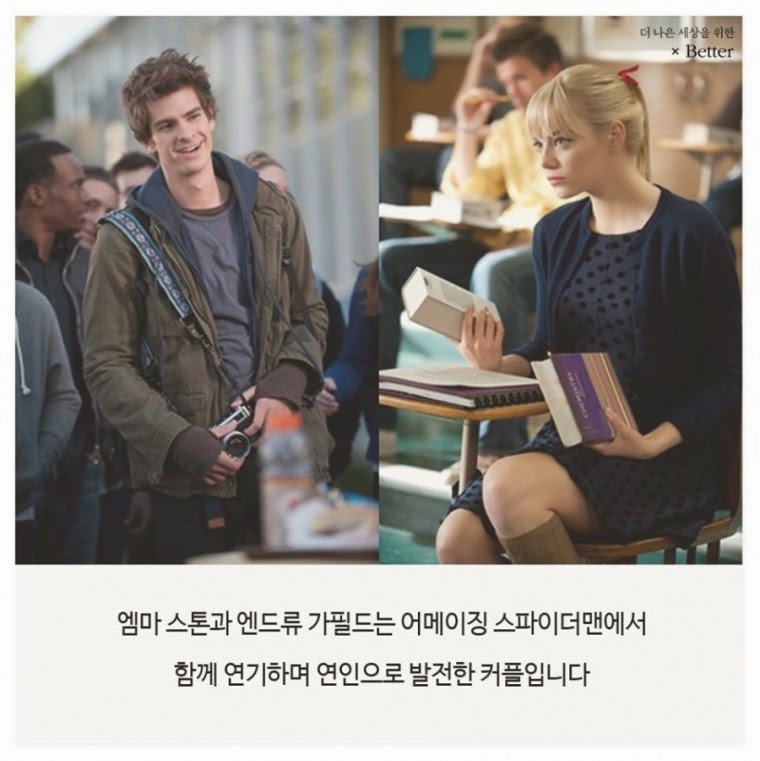 더 나은 세상을 위한
× Better
CHEMISTRY
엠마 스톤과 엔드류 가필드는 어메이징 스파이더맨에서
함께 연기하며 연인으로 발전한 커플입니다